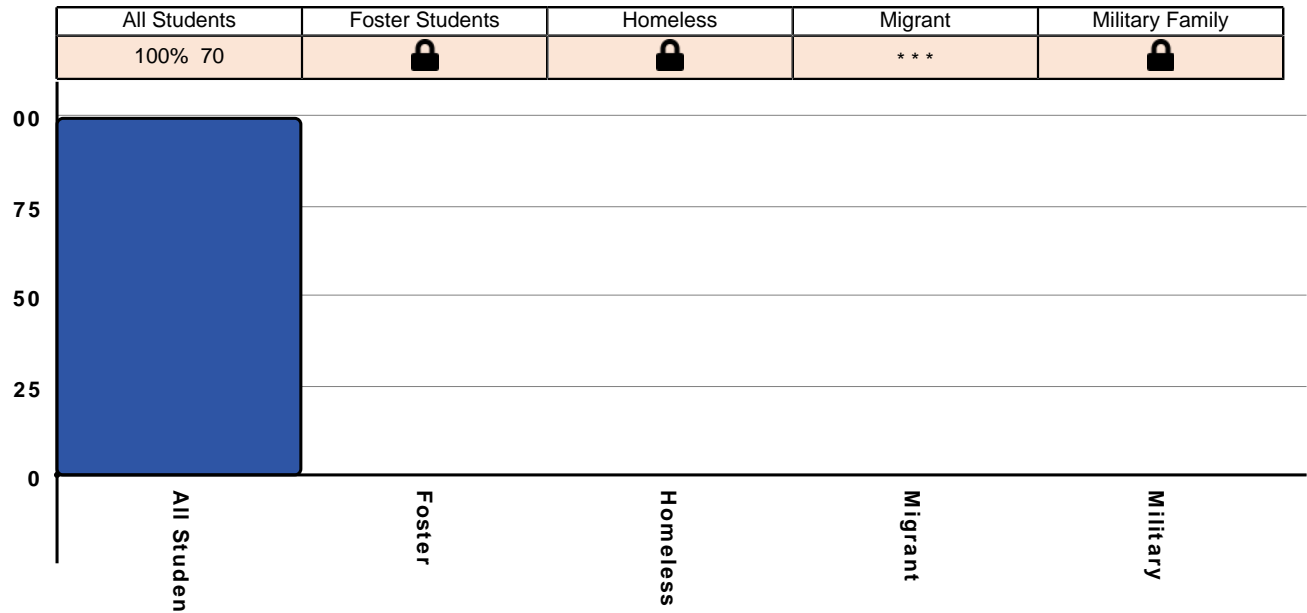 All Students Foster Students Homeless Migrant Military Family
100% 70 * * *
00
75
50
25
0
All Studen
Foster
Homeless
Migrant
Military